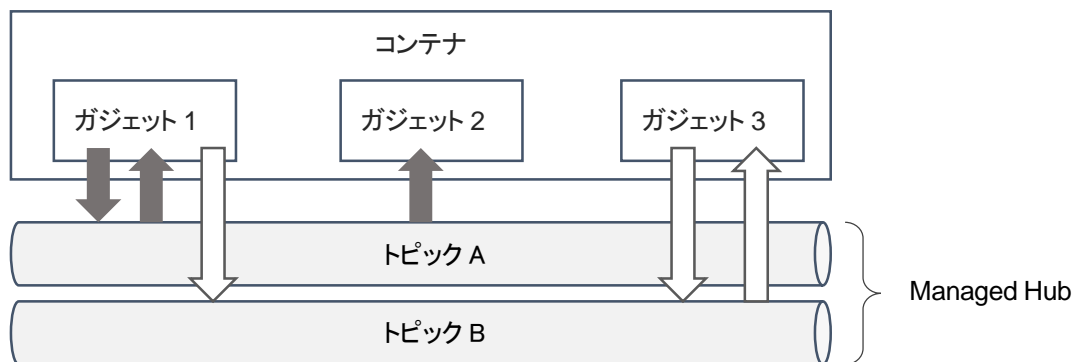 コンテナ
ガジェット 1
ガジェット 2
ガジェット 3
トピック A
Managed Hub
トピック B